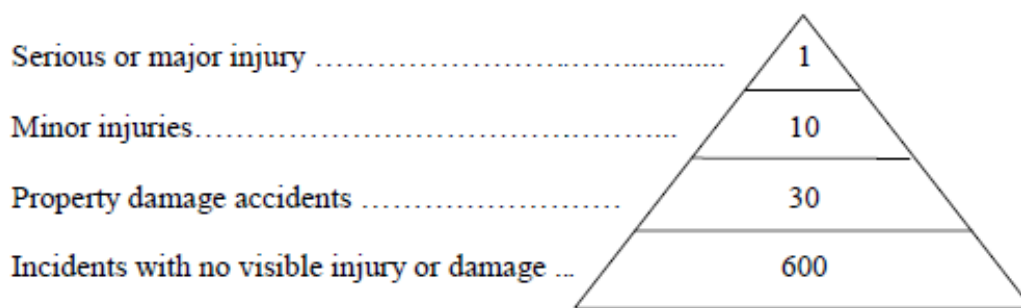 Serious or major injury ………………………………............. 1
Minor injuries……………………………………………... 10
Property damage accidents ……………………… 30
Incidents with no visible injury or damage ... 600